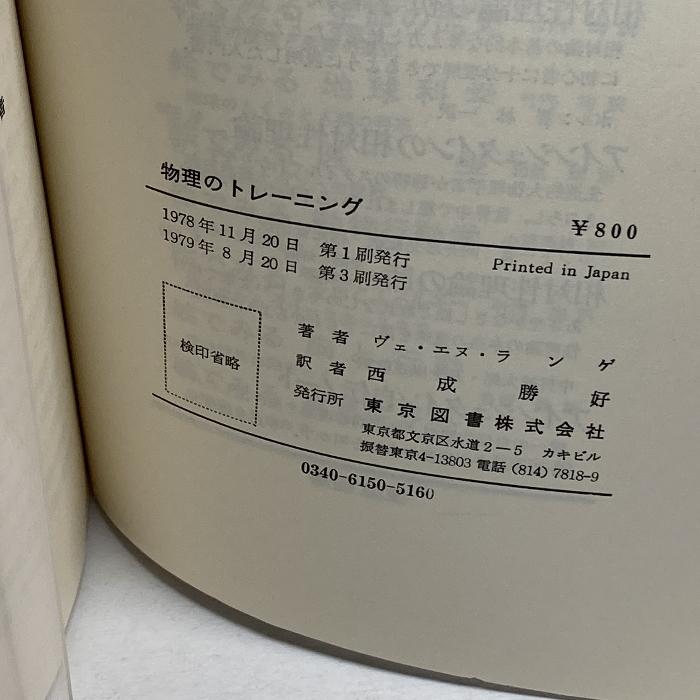 物理のトレーニング
¥800
1978年11月20日 第1刷発行
1979年 8月20日 第3刷発行
Printed in Japan
検印省略
著者 ヴェ・エヌ・ランゲ
訳者 西成勝好
発行所 東京図書株式会社
東京都文京区水道2-5 カキビル
振替東京4-13803 電話(814)7818-9
0340-6150-5160